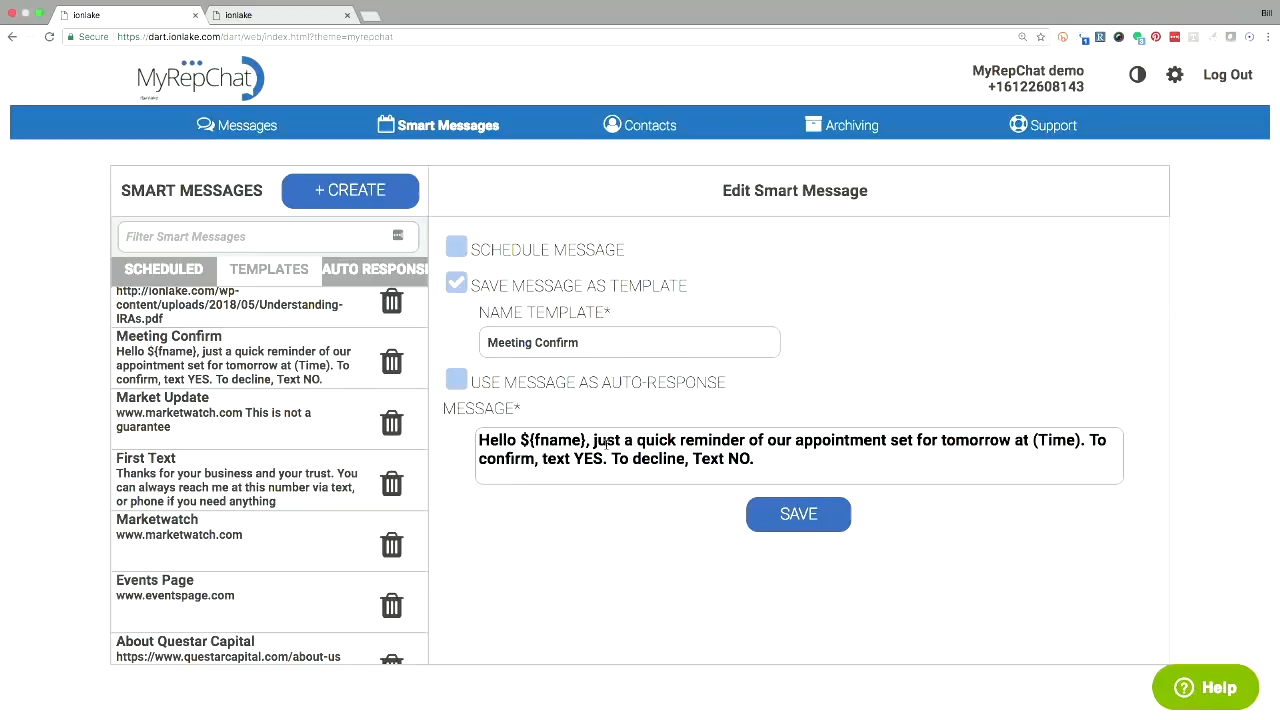 ionlake
ionlake
Bill
Secure https://dart.ionlake.com/dart/web/index.html?theme=myrepchat
MyRepChat
MyRepChat demo
+16122608143
Log Out
Messages
Smart Messages
Contacts
Archiving
Support
SMART MESSAGES
+ CREATE
Edit Smart Message
Filter Smart Messages
SCHEDULED
TEMPLATES
AUTO RESPONSI
http://ionlake.com/wp-
content/uploads/2018/05/Understanding-
IRAs.pdf
Meeting Confirm
Hello ${fname}, just a quick reminder of our
appointment set for tomorrow at (Time). To
confirm, text YES. To decline, Text NO.
Market Update
www.marketwatch.com This is not a
guarantee
First Text
Thanks for your business and your trust. You
can always reach me at this number via text,
or phone if you need anything
Marketwatch
www.marketwatch.com
Events Page
www.eventspage.com
About Questar Capital
https://www.questarcapital.com/about-us
SCHEDULE MESSAGE
SAVE MESSAGE AS TEMPLATE
NAME TEMPLATE*
Meeting Confirm
USE MESSAGE AS AUTO-RESPONSE
MESSAGE*
Hello ${fname}, just a quick reminder of our appointment set for tomorrow at (Time). To
confirm, text YES. To decline, Text NO.
SAVE
Help